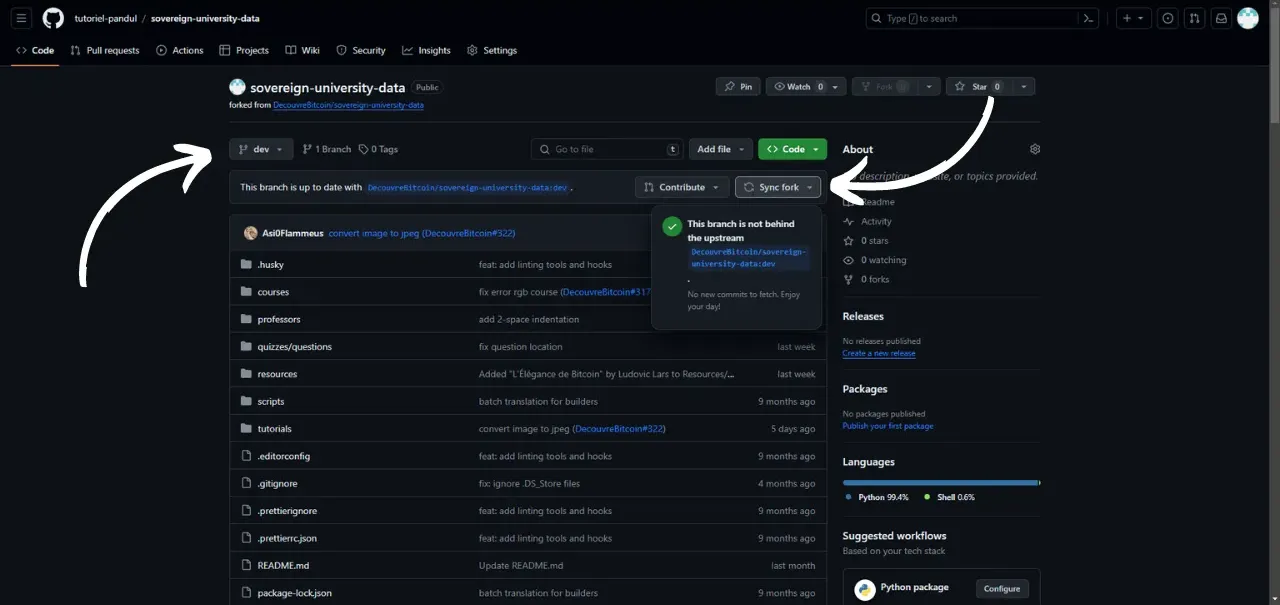 tutoriel-pandul / sovereign-university-data
Type / to search
Code Pull requests Actions Projects Wiki Security Insights Settings
sovereign-university-data Public
forked from DecouvreBitcoin/sovereign-university-data
Pin Watch 0 Fork Star 0
dev 1 Branch 0 Tags Go to file t Add file Code
This branch is up to date with DecouvreBitcoin/sovereign-university-data:dev .
Contribute Sync fork
This branch is not behind
the upstream
DecouvreBitcoin/sovereign-
university-data:dev
.
No new commits to fetch. Enjoy
your day!
Asi0Flammeus convert image to jpeg (DecouvreBitcoin#322)
.husky feat: add linting tools and hooks
courses fix error rgb course (DecouvreBitcoin#317
professors add 2-space indentation
quizzes/questions fix question location last week
resources Added "L'Élégance de Bitcoin" by Ludovic Lars to Resources/... last week
scripts batch translation for builders 9 months ago
tutorials convert image to jpeg (DecouvreBitcoin#322) 5 days ago
.editorconfig feat: add linting tools and hooks 9 months ago
.gitignore fix: ignore .DS_Store files 4 months ago
.prettierignore feat: add linting tools and hooks 9 months ago
.prettierrc.json feat: add linting tools and hooks 9 months ago
README.md Update README.md last month
package-lock.json batch translation for builders 9 months ago
About
description, website, or topics provided.
Readme
Activity
0 stars
0 watching
0 forks
Releases
No releases published
Create a new release
Packages
No packages published
Publish your first package
Languages
Python 99.4% Shell 0.6%
Suggested workflows
Based on your tech stack
Python package Configure